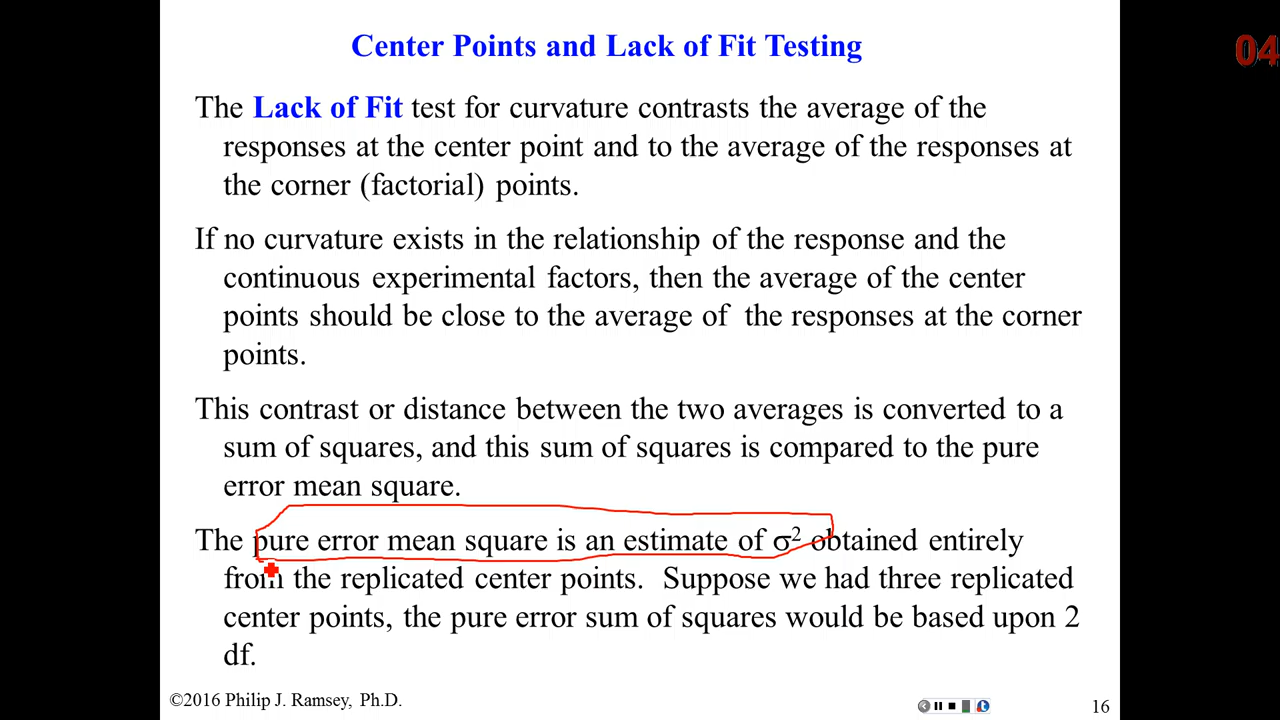 Center Points and Lack of Fit Testing
04
The Lack of Fit test for curvature contrasts the average of the
responses at the center point and to the average of the responses at
the corner (factorial) points.
If no curvature exists in the relationship of the response and the
continuous experimental factors, then the average of the center
points should be close to the average of the responses at the corner
points.
This contrast or distance between the two averages is converted to a
sum of squares, and this sum of squares is compared to the pure
error mean square.
The pure error mean square is an estimate of σ² obtained entirely
from the replicated center points. Suppose we had three replicated
center points, the pure error sum of squares would be based upon 2
df.
©2016 Philip J. Ramsey, Ph.D.
16